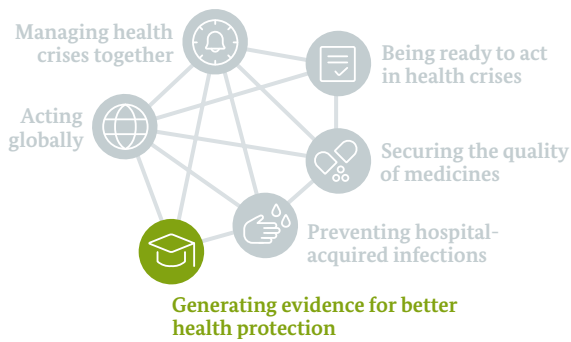 Managing health
crises together
Being ready to act
in health crises
Acting
globally
Securing the quality
of medicines
Preventing hospital-
acquired infections
Generating evidence for better
health protection